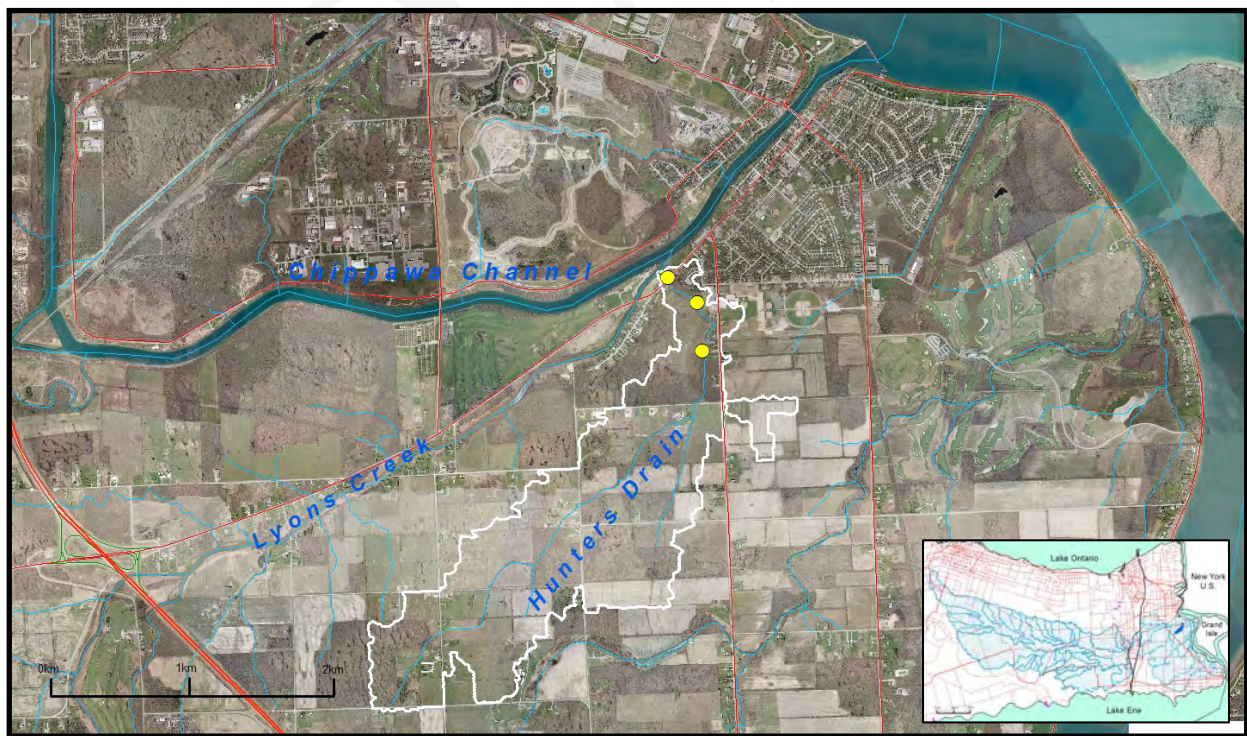 Chippawa Channel
Lyons Creek
Hunters Drain
0km 1km 2km
Lake Ontario
New York
U.S.
Grand
Isle
Lake Erie